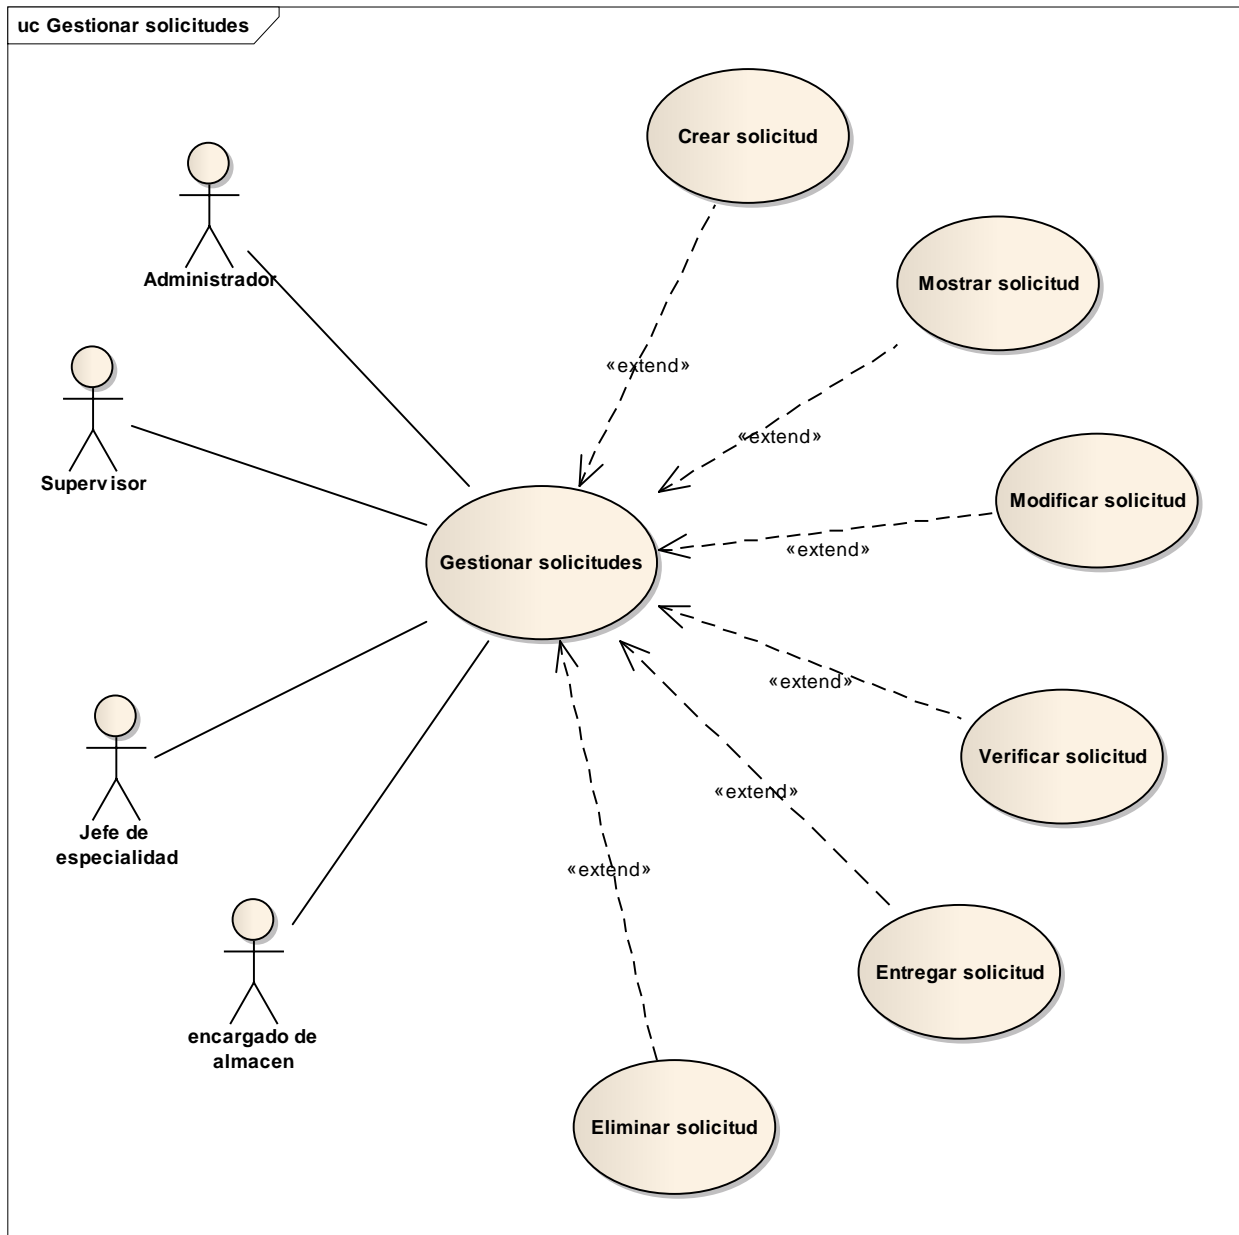 uc Gestionar solicitudes
Crear solicitud
Administrador
Mostrar solicitud
«extend»
Supervisor
«extend»
Modificar solicitud
«extend»
Gestionar solicitudes
«extend»
Verificar solicitud
«extend»
Jefe de
especialidad
«extend»
Entregar solicitud
encargado de
almacen
Eliminar solicitud